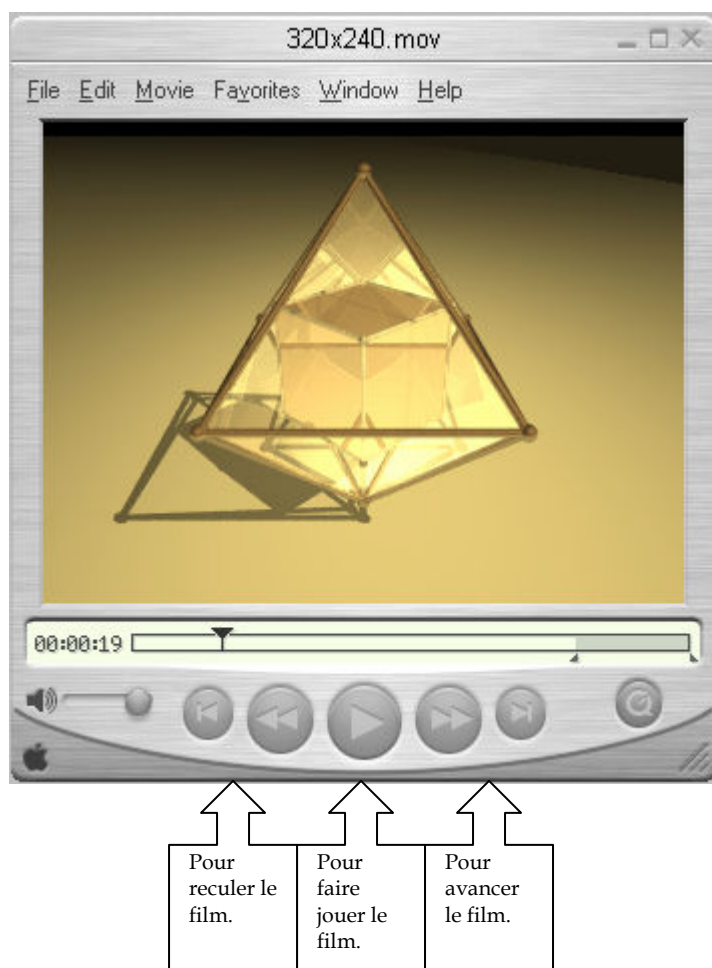 320x240.mov
File Edit Movie Favorites Window Help
00:00:19
Pour
reculer le
film.
Pour
faire
jouer le
film.
Pour
avancer
le film.